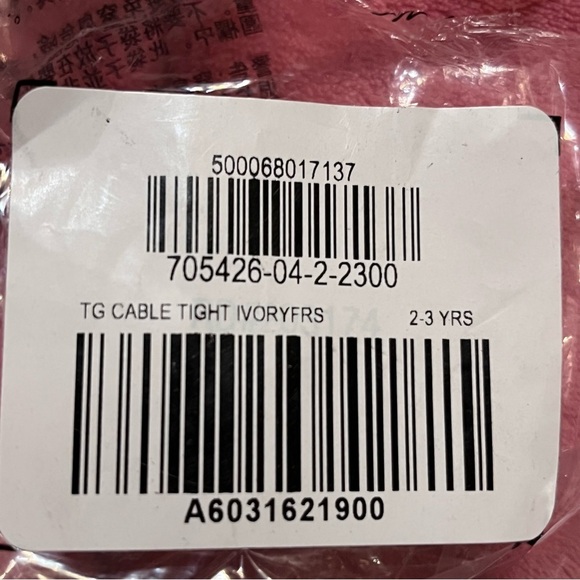 500068017137
705426-04-2-2300
TG CABLE TIGHT IVORYFRS 2-3 YRS
A6031621900